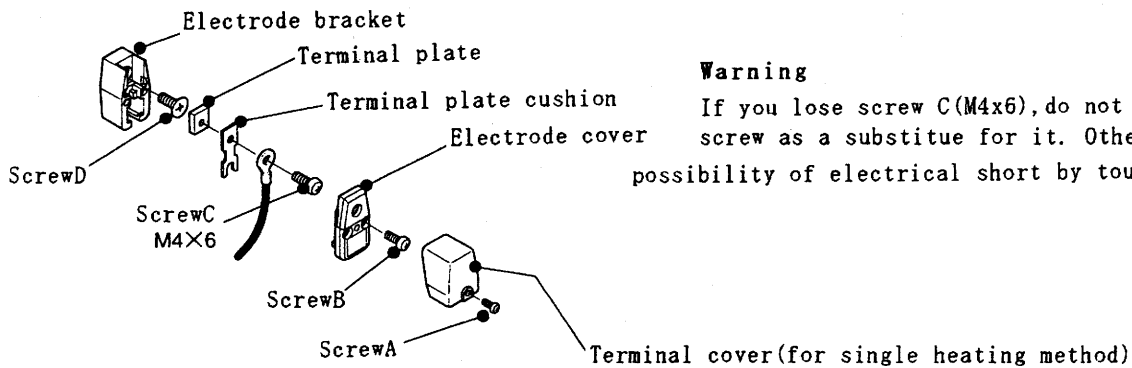 Electrode bracket
Terminal plate
Terminal plate cushion
Electrode cover
ScrewD
ScrewC
M4×6
ScrewB
ScrewA
Terminal cover(for single heating method)
Warning
If you lose screw C(M4x6),do not
screw as a substitue for it. Othe
possibility of electrical short by tou